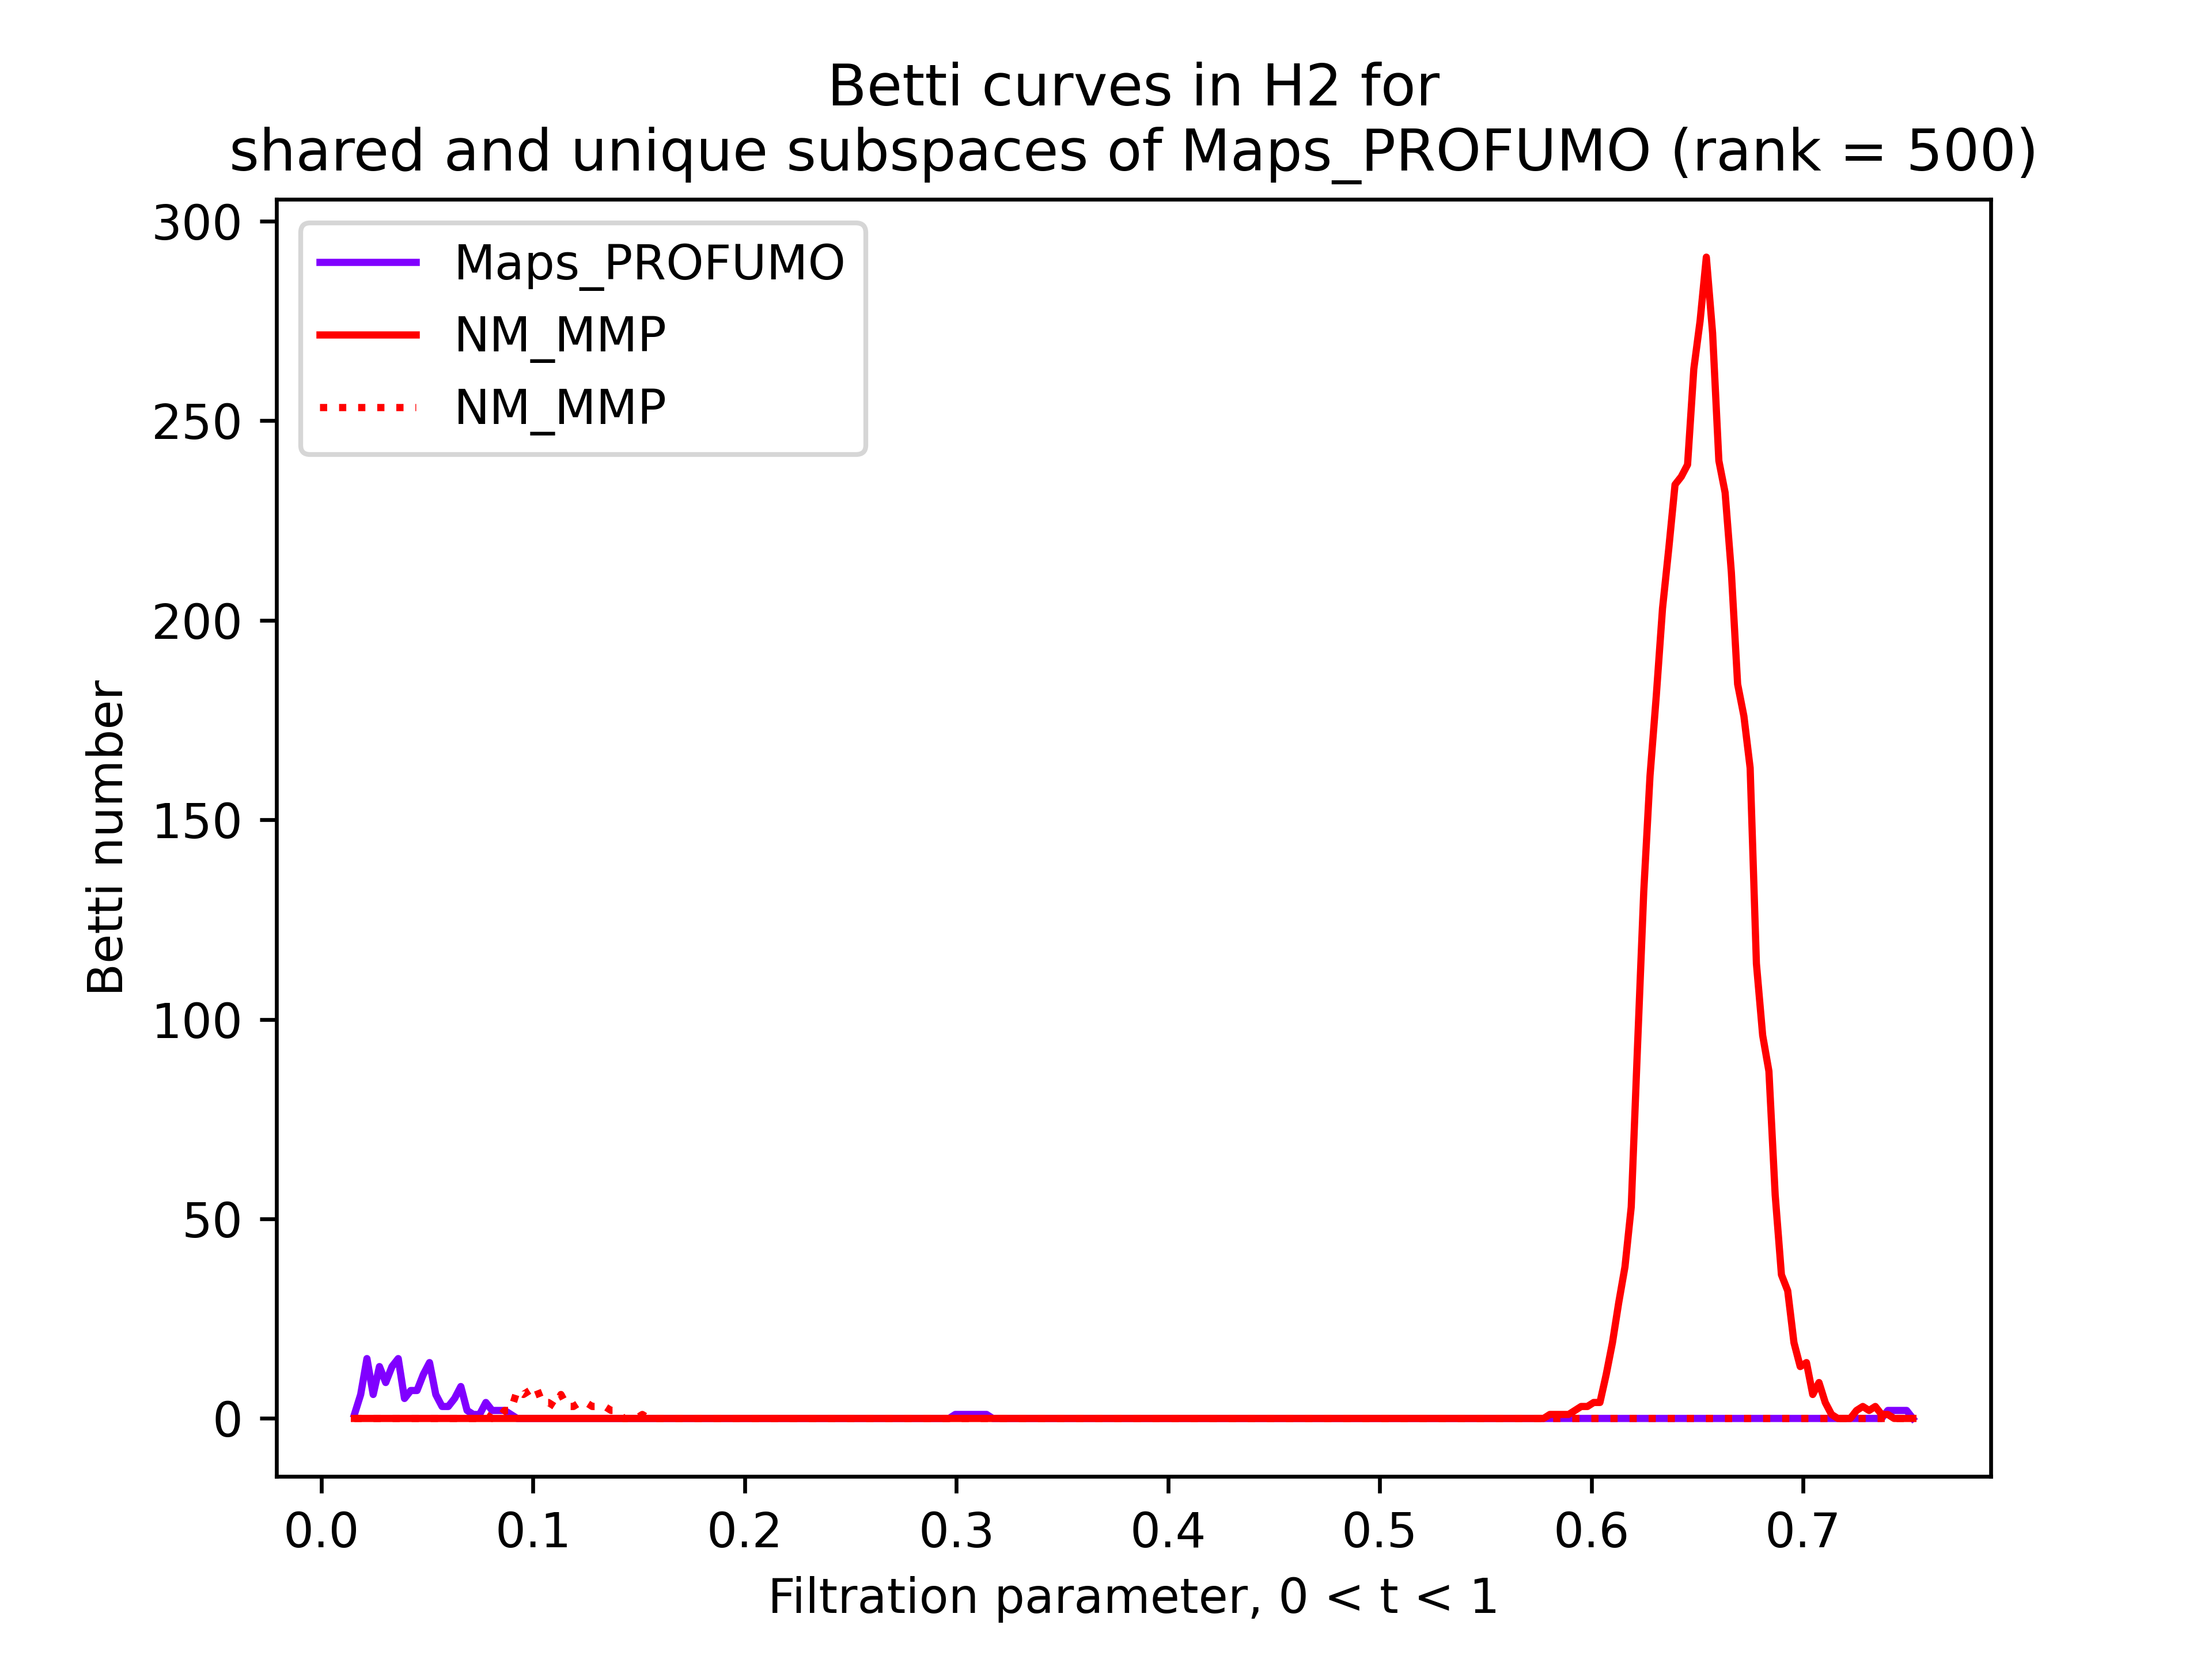 Betti curves in H2 for
shared and unique subspaces of Maps_PROFUMO (rank = 500)
Maps_PROFUMO
NM_MMP
NM_MMP
300
250
200
150
100
50
0
Betti number
0.0 0.1 0.2 0.3 0.4 0.5 0.6 0.7
Filtration parameter, 0 < t < 1